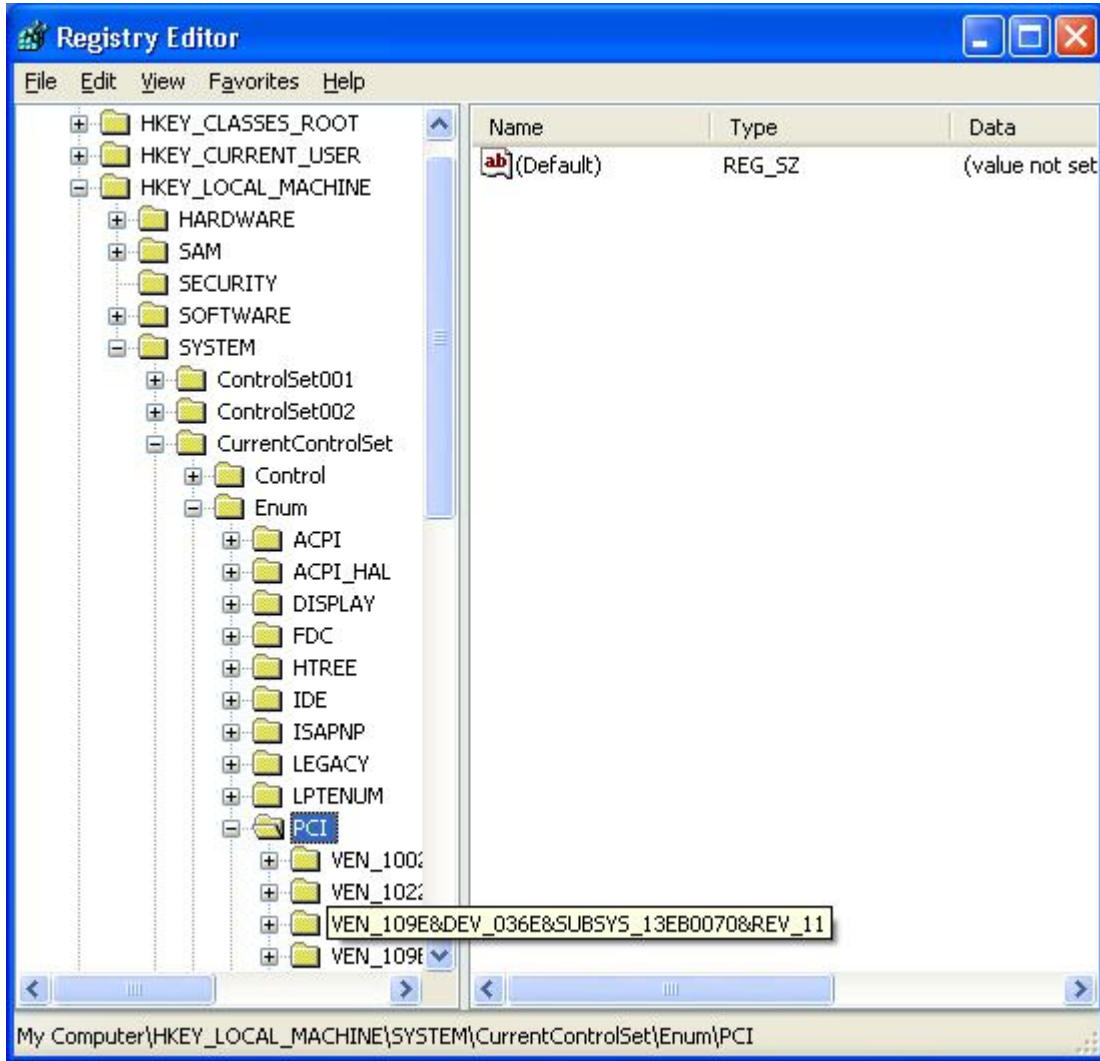 Registry Editor
File Edit View Favorites Help
HKEY_CLASSES_ROOT
HKEY_CURRENT_USER
HKEY_LOCAL_MACHINE
HARDWARE
SAM
SECURITY
SOFTWARE
SYSTEM
ControlSet001
ControlSet002
CurrentControlSet
Control
Enum
ACPI
ACPI_HAL
DISPLAY
FDC
HTREE
IDE
ISAPNP
LEGACY
LPTENUM
PCI
VEN_1002
VEN_1022
VEN_109E&DEV_036E&SUBSYS_13EB0070&REV_11
VEN_109E
Name Type Data
ab (Default) REG_SZ (value not set
My Computer\HKEY_LOCAL_MACHINE\SYSTEM\CurrentControlSet\Enum\PCI